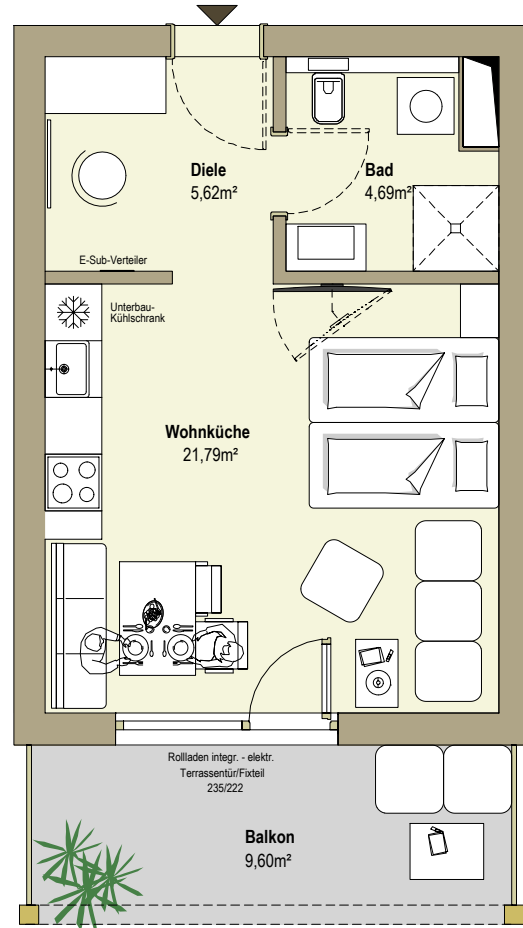 Diele
5,62m²
Bad
4,69m²
E-Sub-Verteiler
Unterbau-
Kühlschrank
Wohnküche
21,79m²
Rollladen integr. - elektr.
Terrassentür/Fixteil
235/222
Balkon
9,60m²